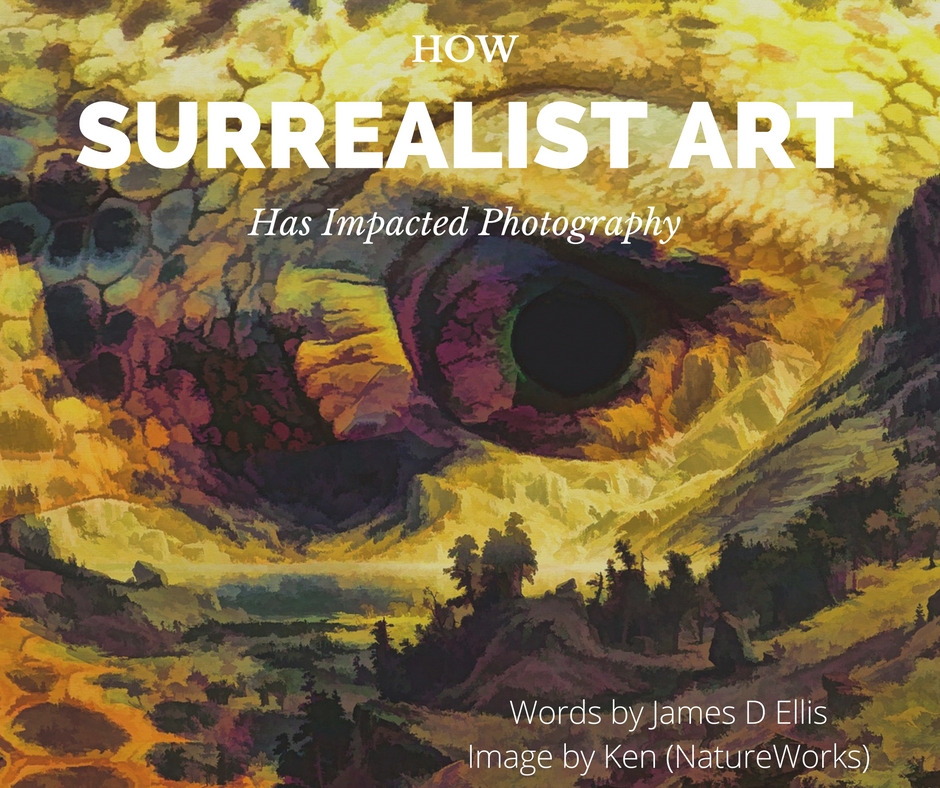 HOW
SURREALIST ART
Has Impacted Photography
Words by James D Ellis
Image by Ken (NatureWorks)